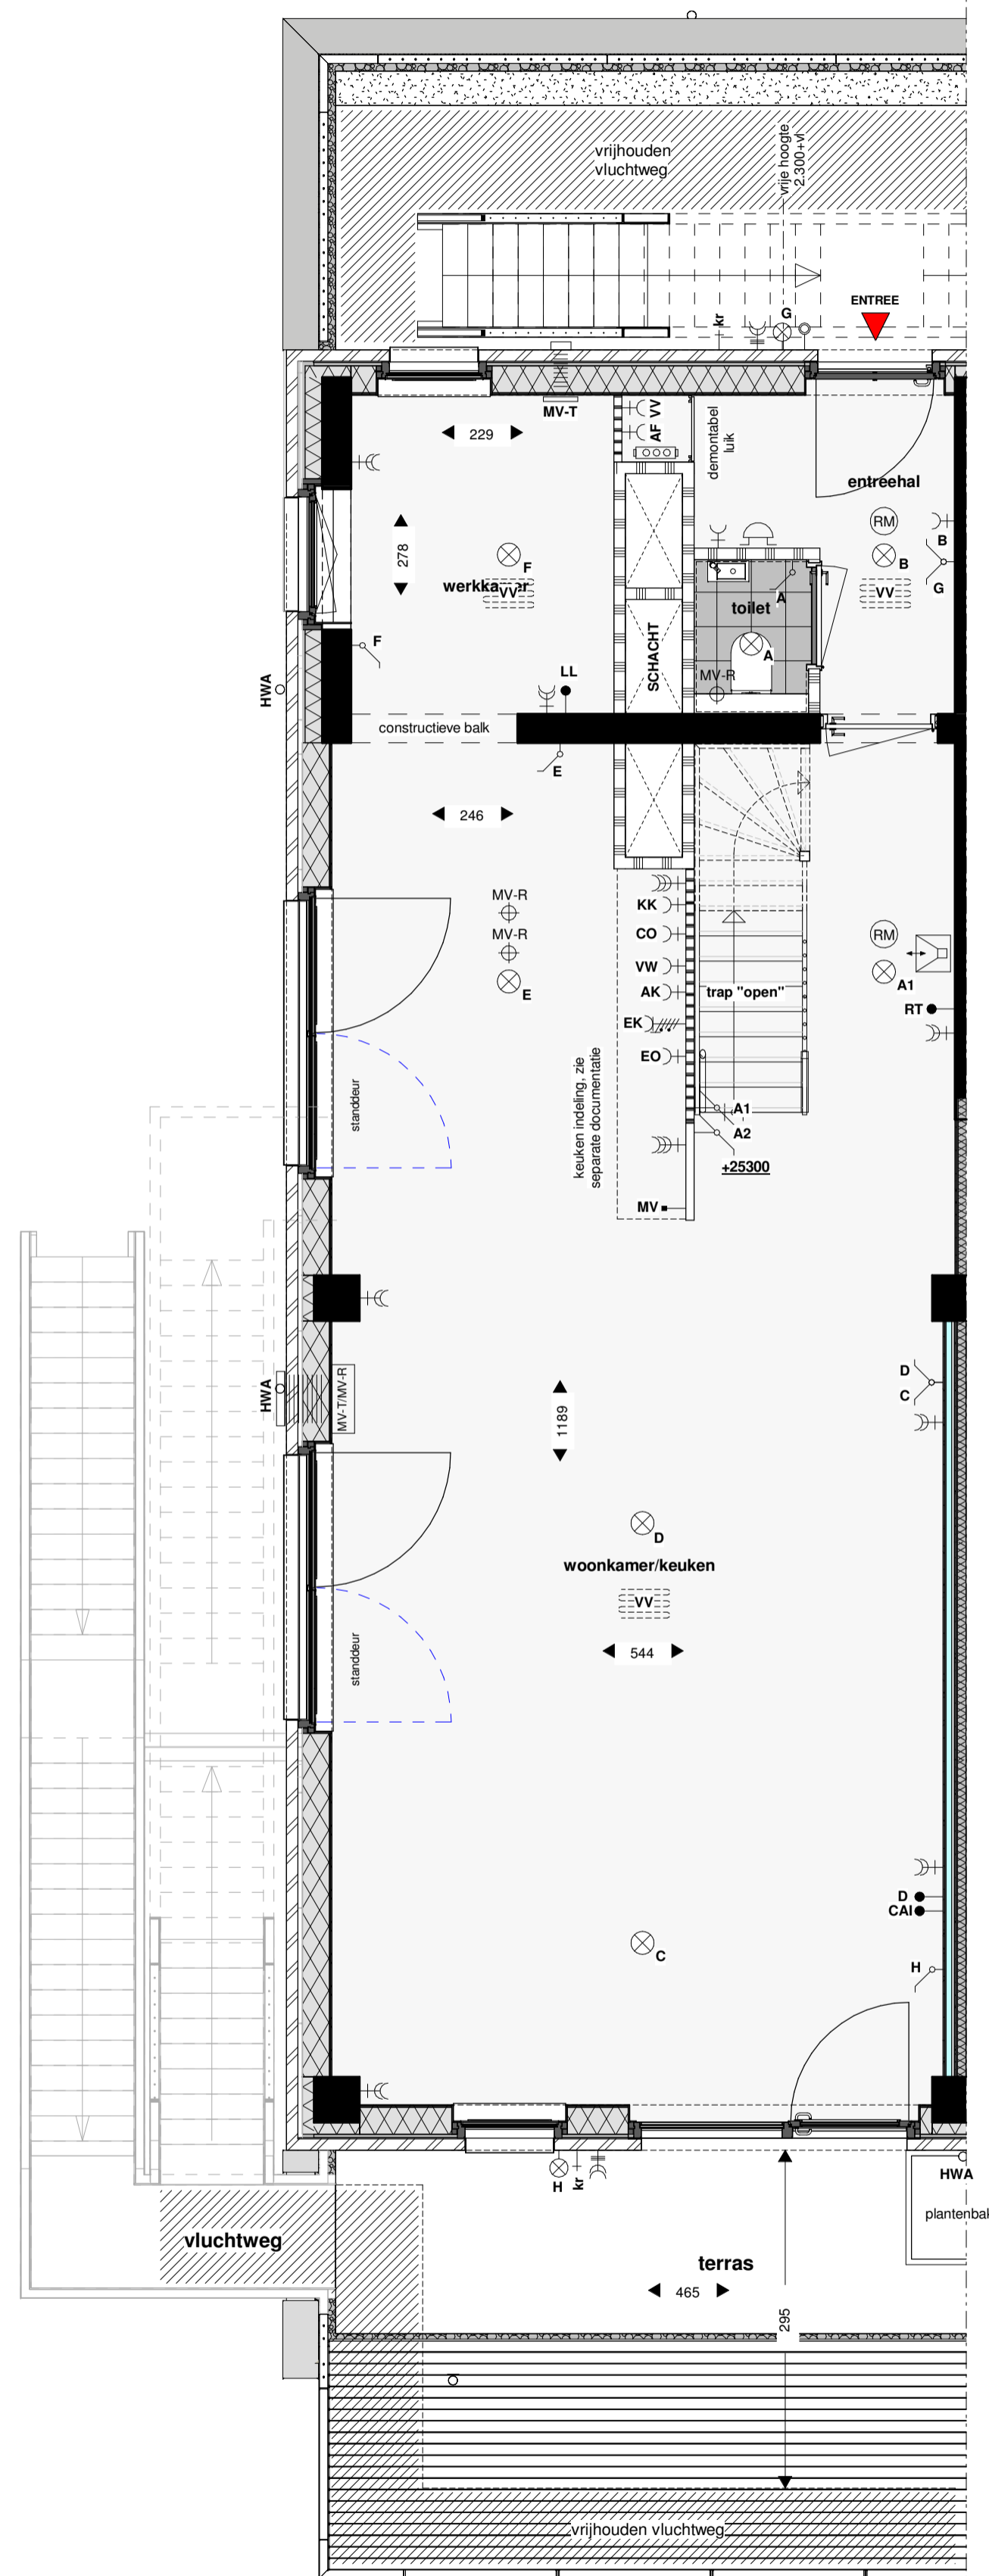 vrijhouden
vluchtweg
vrije hoogte
2.300+vl
ENTREE
kr
G
MV-T
AF VV
demontabel
luik
229
entreehal
RM
B
B
G
VV
278
F
VV
A
toilet
A
F
SCHACHT
MV-R
LL
HWA
constructieve balk
E
246
MV-R
MV-R
E
KK
CO
VW
AK
EK
EO
trap "open"
RM
A1
RT
standdeur
keuken indeling, zie
separate documentatie
A1
A2
+25300
MV
HWA
MV-T/MV-R
1189
D
C
D
woonkamer/keuken
VV
544
standdeur
D
CAI
C
H
H
kr
HWA
vluchtweg
terras
465
295
vrijhouden vluchtweg